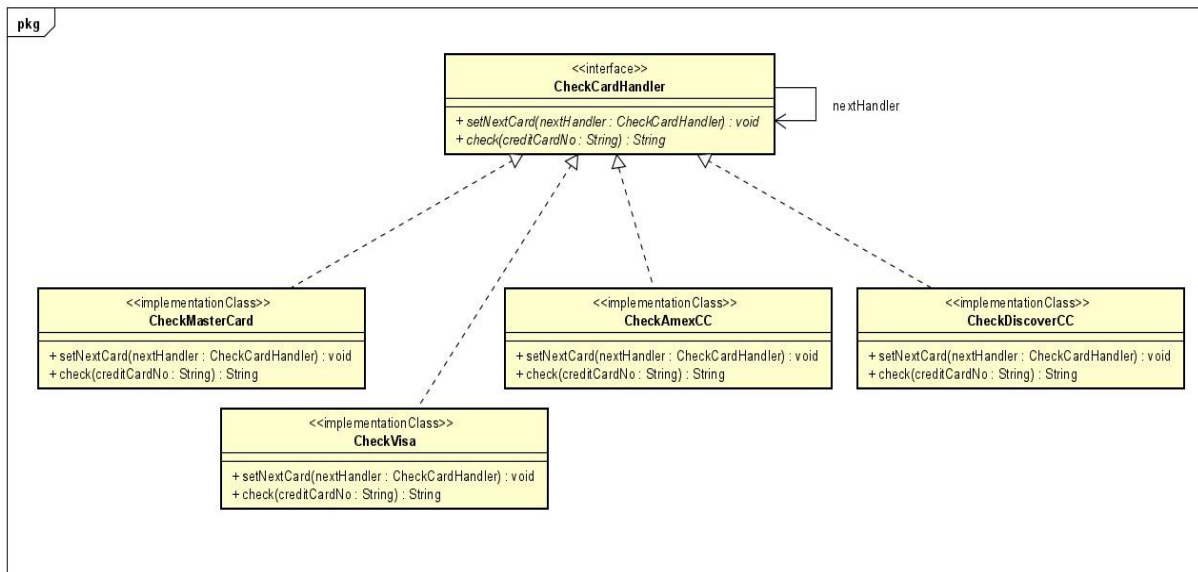 pkg
<<interface>>
CheckCardHandler
+ setNextCard(nextHandler : CheckCardHandler) : void
+ check(creditCardNo : String) : String
nextHandler
<<implementationClass>>
CheckMasterCard
+ setNextCard(nextHandler : CheckCardHandler) : void
+ check(creditCardNo : String) : String
<<implementationClass>>
CheckAmexCC
+ setNextCard(nextHandler : CheckCardHandler) : void
+ check(creditCardNo : String) : String
<<implementationClass>>
CheckDiscoverCC
+ setNextCard(nextHandler : CheckCardHandler) : void
+ check(creditCardNo : String) : String
<<implementationClass>>
CheckVisa
+ setNextCard(nextHandler : CheckCardHandler) : void
+ check(creditCardNo : String) : String